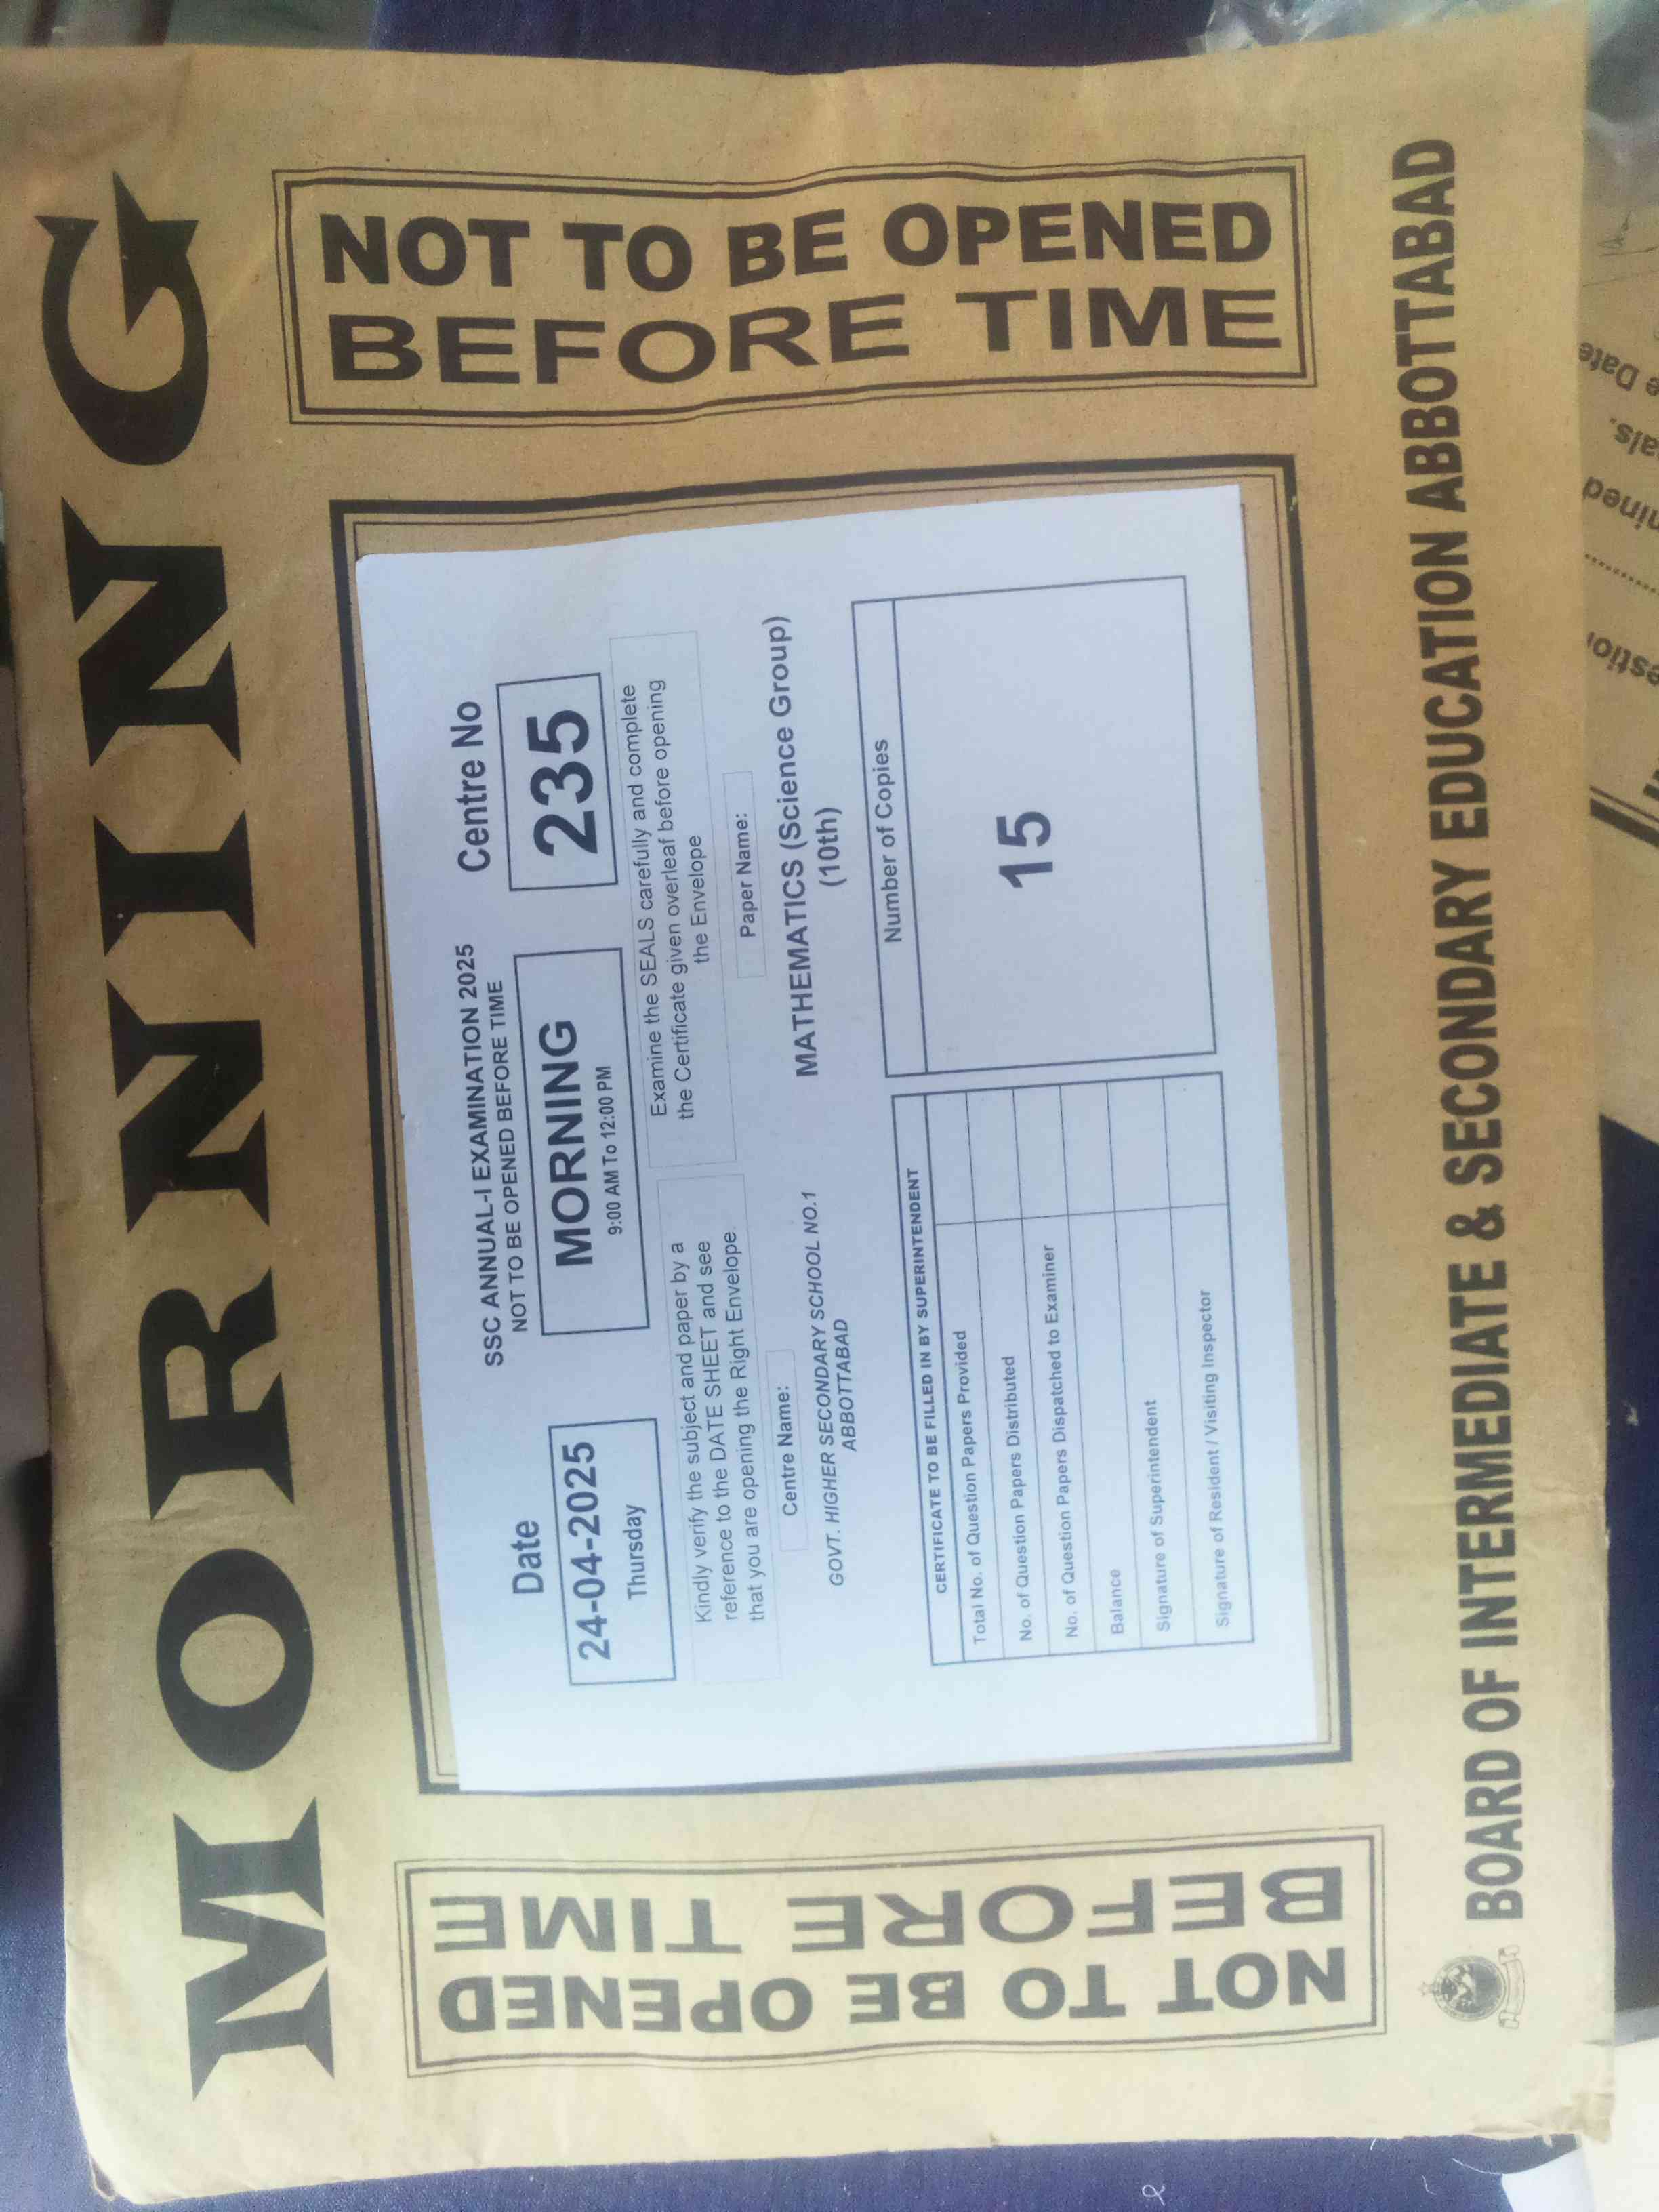 MORNING
NOT TO BE OPENED
BEFORE TIME
SSC ANNUAL-I EXAMINATION 2025
NOT TO BE OPENED BEFORE TIME
Date
24-04-2025
Thursday
MORNING
9:00 AM To 12:00 PM
Centre No
235
Kindly verify the subject and paper by a
reference to the DATE SHEET and see
that you are opening the Right Envelope.
Examine the SEALS carefully and complete
the Certificate given overleaf before opening
the Envelope
Centre Name:
GOVT. HIGHER SECONDARY SCHOOL NO.1
ABBOTTABAD
Paper Name:
MATHEMATICS (Science Group)
(10th)
CERTIFICATE TO BE FILLED IN BY SUPERINTENDENT
Total No. of Question Papers Provided
No. of Question Papers Distributed
No. of Question Papers Dispatched to Examiner
Balance
Signature of Superintendent
Signature of Resident / Visiting Inspector
Number of Copies
15
NOT TO BE OPENED
BEFORE TIME
BOARD OF INTERMEDIATE & SECONDARY EDUCATION ABBOTTABAD
Date